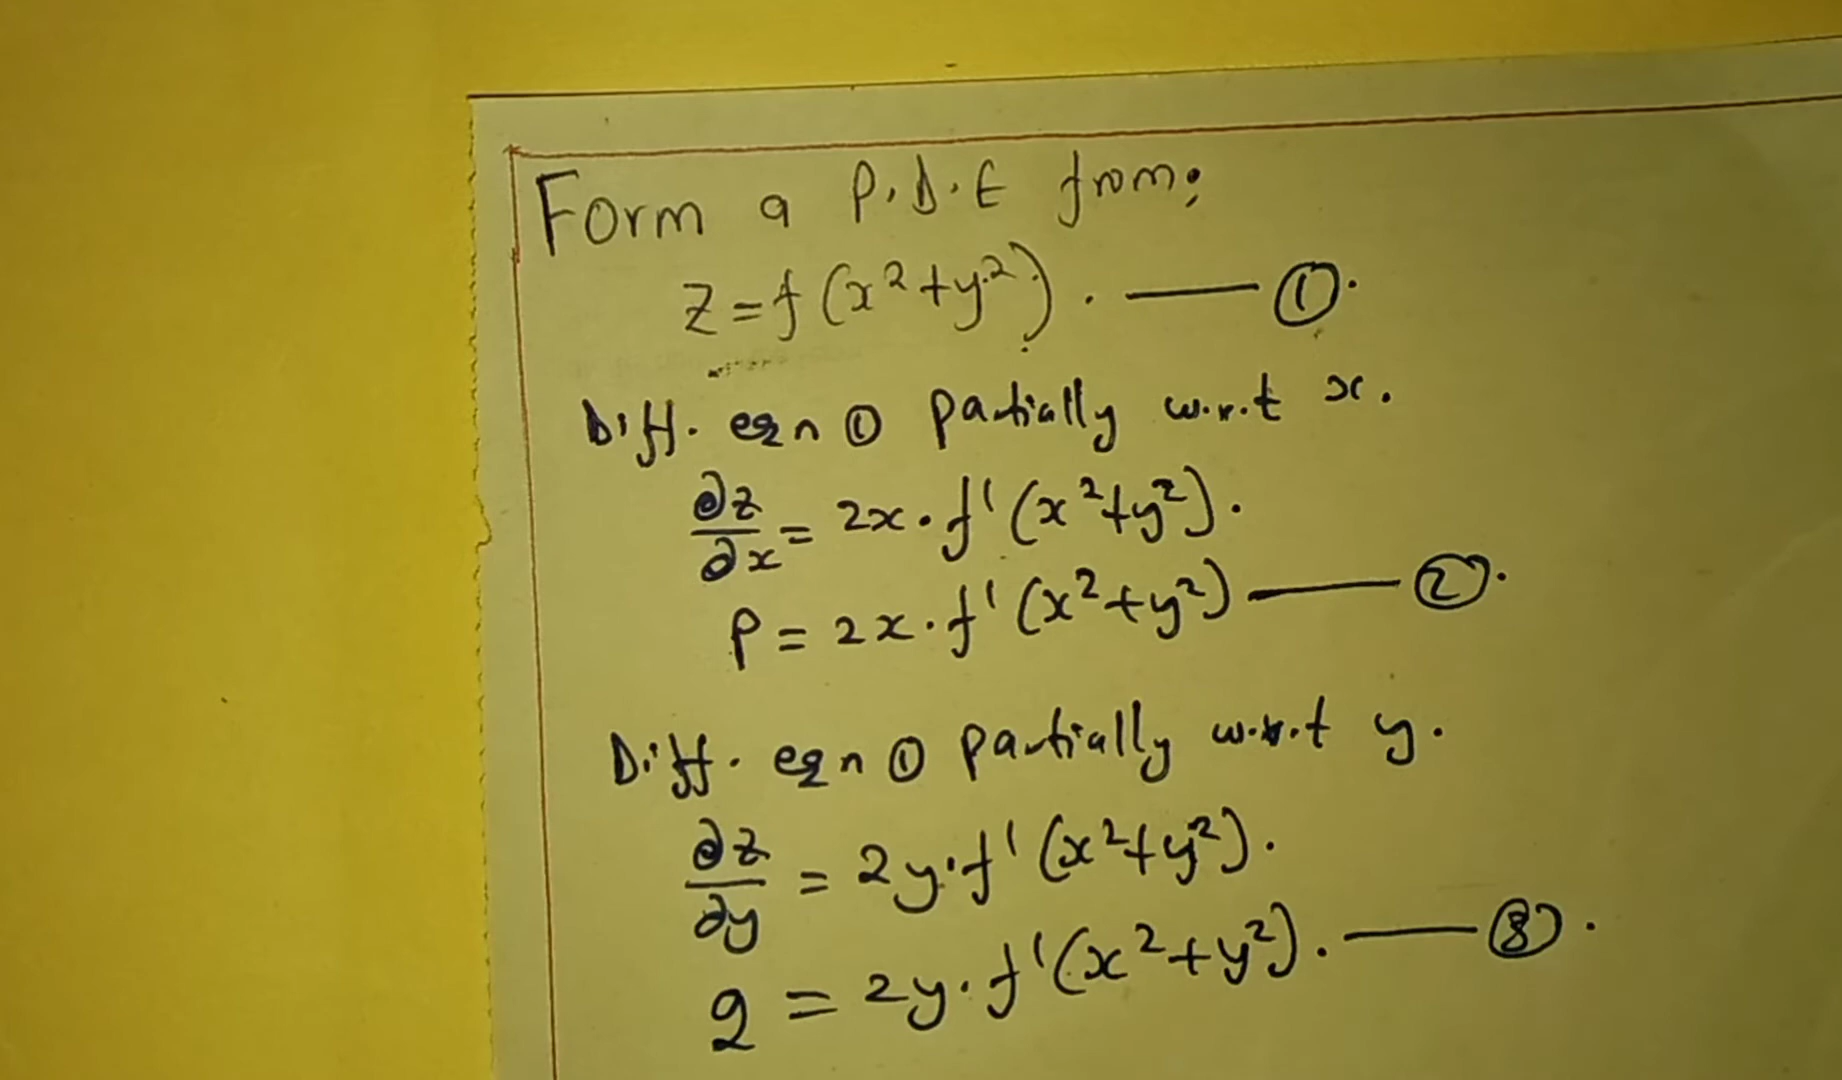 Form a P.D.E from:
z = f(x²+y²). — ①.
Diff. eqn ① partially w.r.t x.
∂z/∂x = 2x.f'(x²+y²).
P = 2x.f'(x²+y²) — ②.
Diff. eqn ① partially w.r.t y.
∂z/∂y = 2y.f'(x²+y²).
q = 2y.f'(x²+y²). — ③.